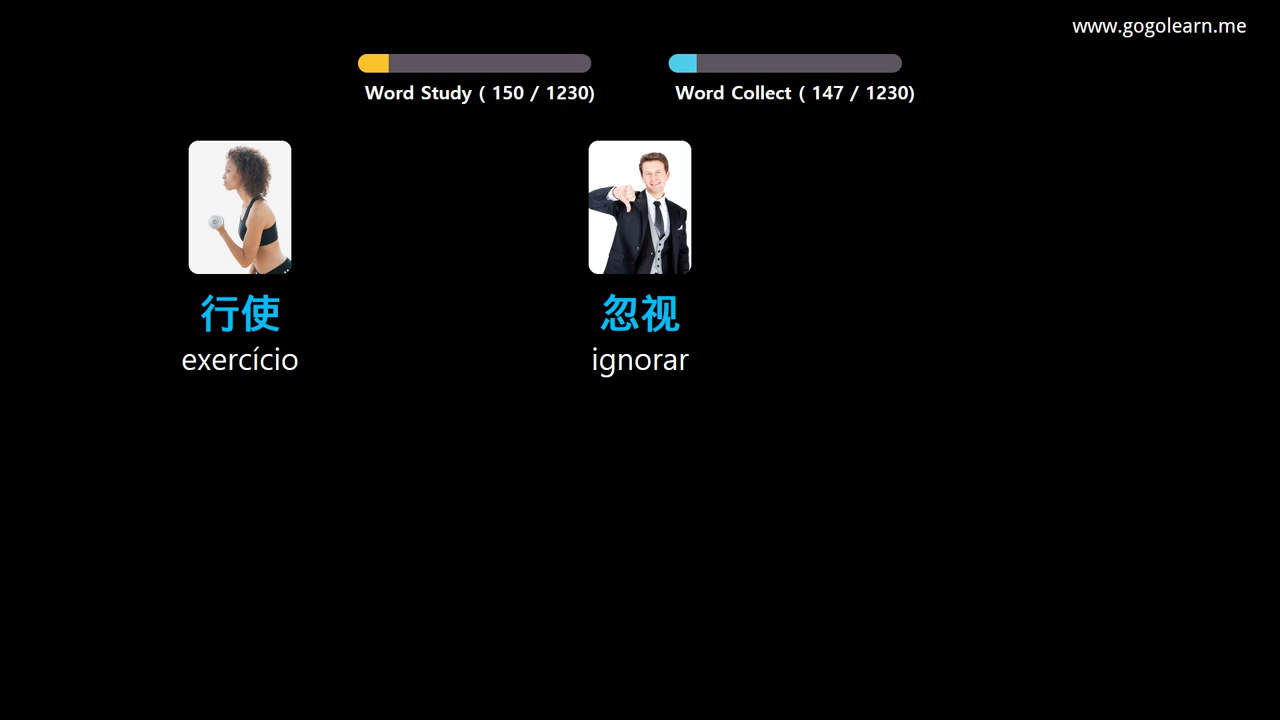 www.gogolearn.me
Word Study ( 150 / 1230)
Word Collect ( 147 / 1230)
行使
exercício
忽视
ignorar